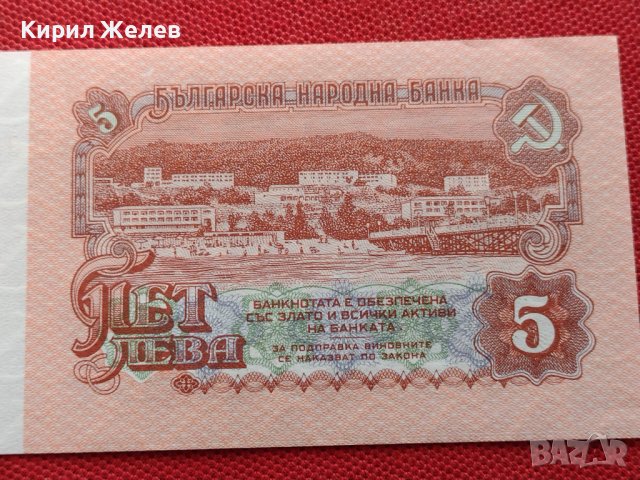 Кирил Желев
5
БЪЛГАРСКА НАРОДНА БАНКА
ПЕТ
ЛЕВА
БАНКНОТАТА Е ОБЕЗПЕЧЕНА
СЪС ЗЛАТО И ВСИЧКИ АКТИВИ
НА БАНКАТА
ЗА ПОДПРАВКА ВИНОВНИТЕ
СЕ НАКАЗВАТ ПО ЗАКОНА
5
BAZAR